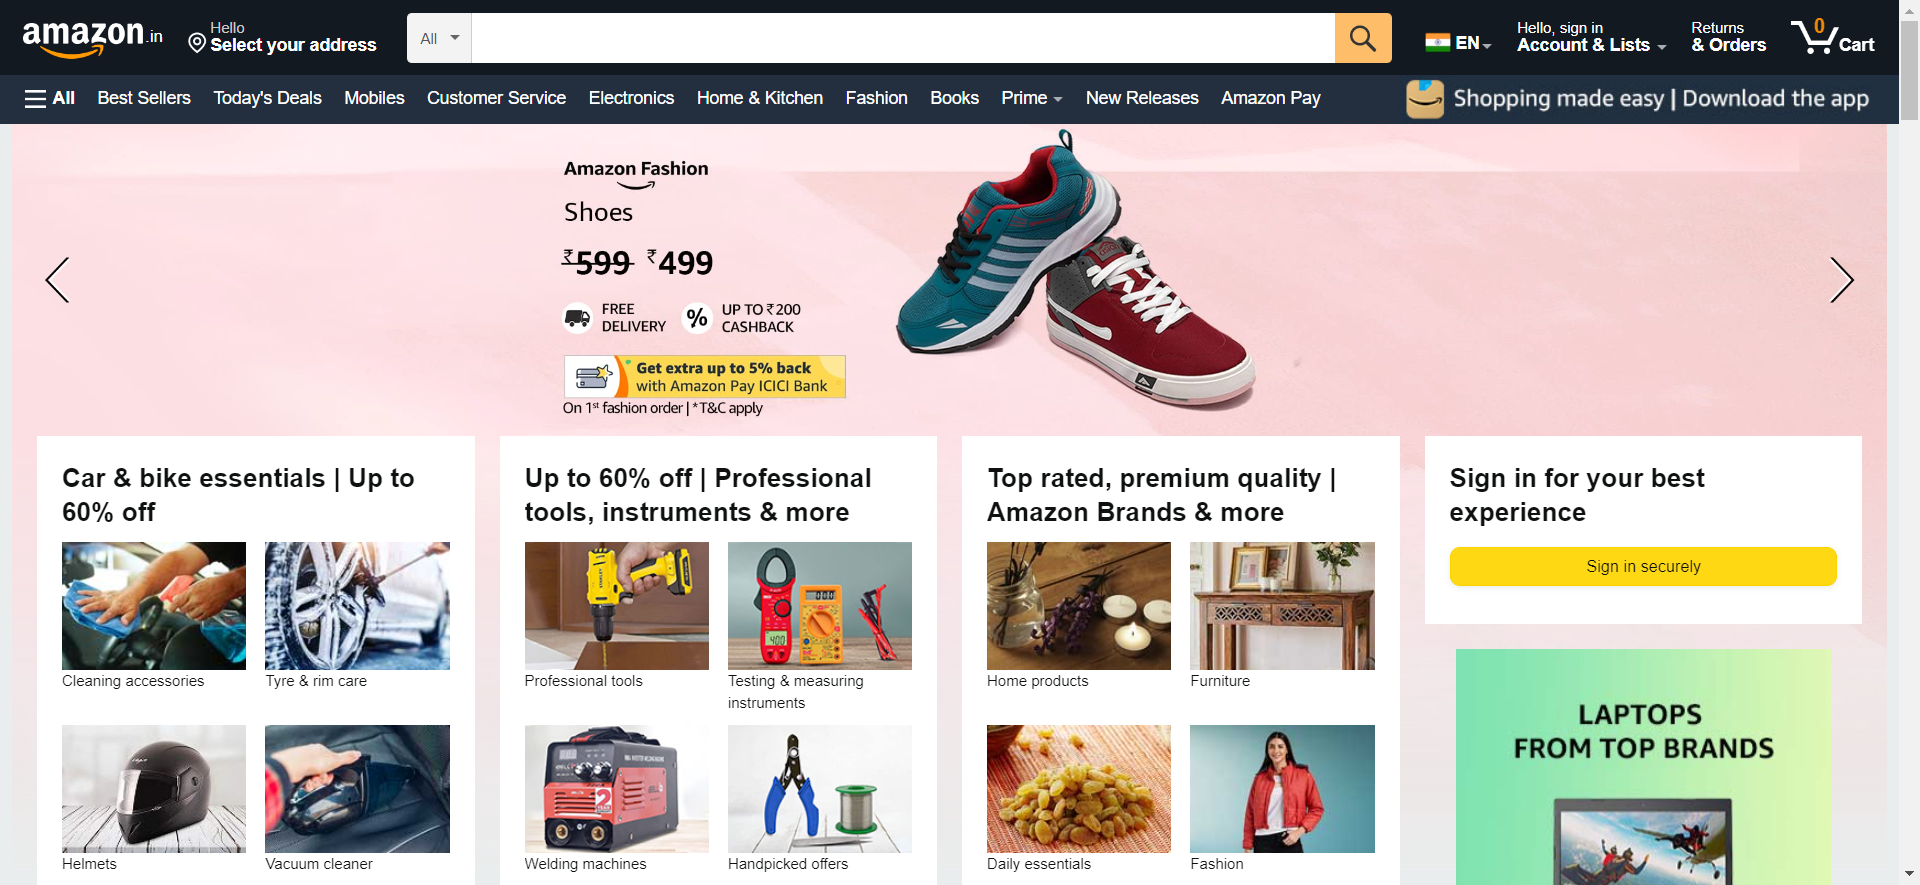 amazon.in
Hello
Select your address
All
EN
Hello, sign in
Account & Lists
Returns
& Orders
0
Cart
All
Best Sellers
Today's Deals
Mobiles
Customer Service
Electronics
Home & Kitchen
Fashion
Books
Prime
New Releases
Amazon Pay
Shopping made easy | Download the app
Amazon Fashion
Shoes
₹599 ₹499
FREE
DELIVERY
%
UP TO ₹200
CASHBACK
Get extra up to 5% back
with Amazon Pay ICICI Bank
On 1st fashion order | *T&C apply
Car & bike essentials | Up to
60% off
Cleaning accessories
Tyre & rim care
Helmets
Vacuum cleaner
Up to 60% off | Professional
tools, instruments & more
Professional tools
Testing & measuring
instruments
Welding machines
Handpicked offers
Top rated, premium quality |
Amazon Brands & more
Home products
Furniture
Daily essentials
Fashion
Sign in for your best
experience
Sign in securely
LAPTOPS
FROM TOP BRANDS